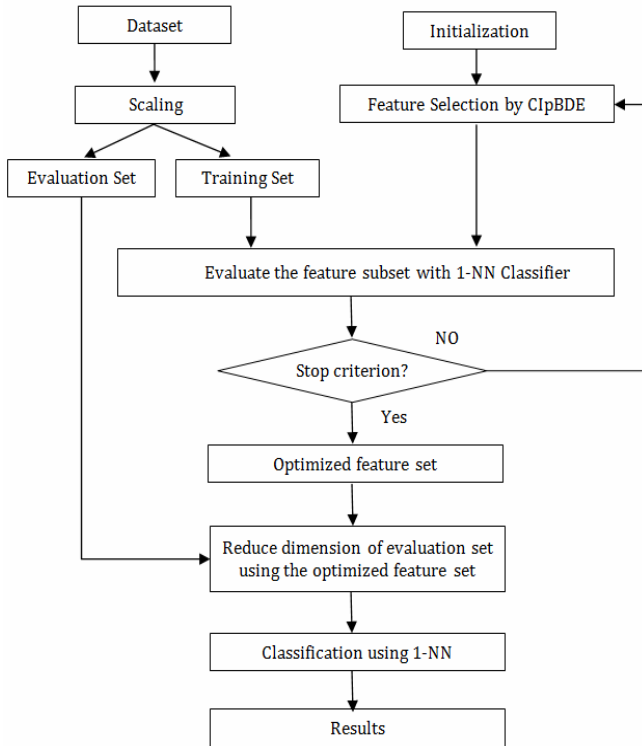 Dataset
Initialization
Scaling
Feature Selection by CIpBDE
Evaluation Set
Training Set
Evaluate the feature subset with 1-NN Classifier
NO
Stop criterion?
Yes
Optimized feature set
Reduce dimension of evaluation set
using the optimized feature set
Classification using 1-NN
Results